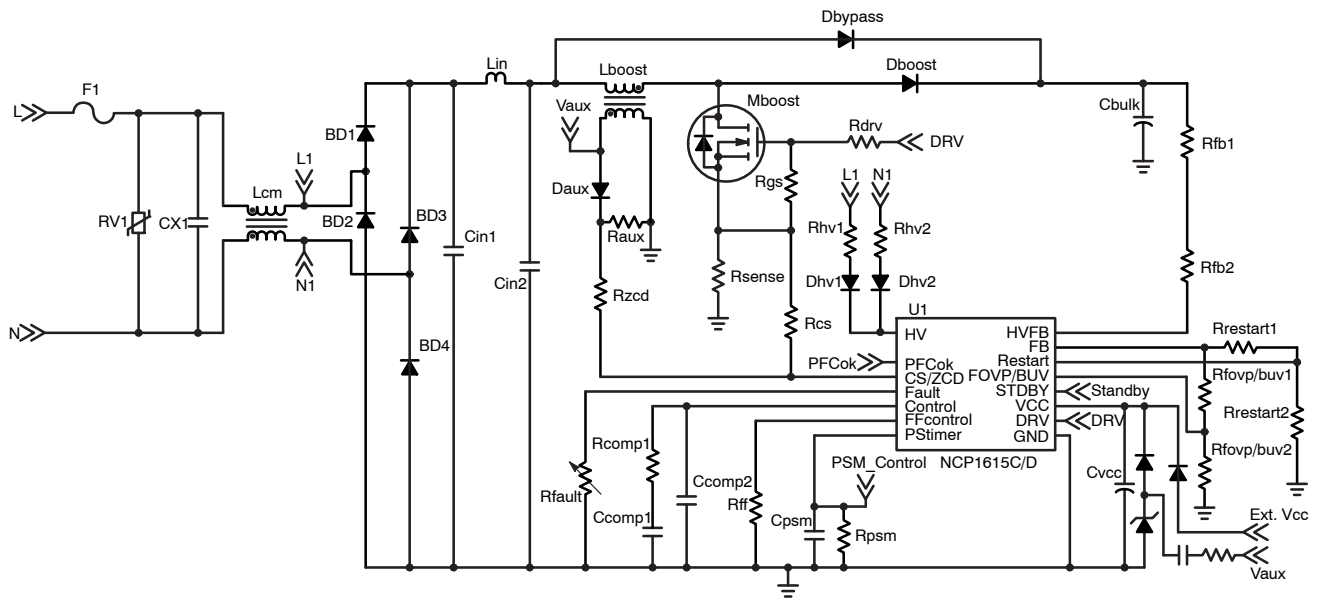 Dbypass
Lin
Lboost
Dboost
F1
L
Vaux
Mboost
Cbulk
BD1
Rdrv
DRV
Rfb1
L1
Rgs
L1
N1
Lcm
Daux
RV1
CX1
BD2
BD3
Raux
Rhv1
Rhv2
Cin1
Rsense
Rfb2
N1
Cin2
Rzcd
Dhv1
Dhv2
U1
N
Rcs
HV
HVFB
Rrestart1
BD4
FB
PFCok
PFCok
Restart
CS/ZCD
FOVP/BUV
Rfovp/buv1
Fault
STDBY
Standby
Control
VCC
Rrestart2
FFcontrol
DRV
DRV
PStimer
GND
Rcomp1
Rfovp/buv2
PSM_Control
NCP1615C/D
Ccomp2
Cvcc
Rfault
Rff
Ccomp1
Cpsm
Ext. Vcc
Rpsm
Vaux